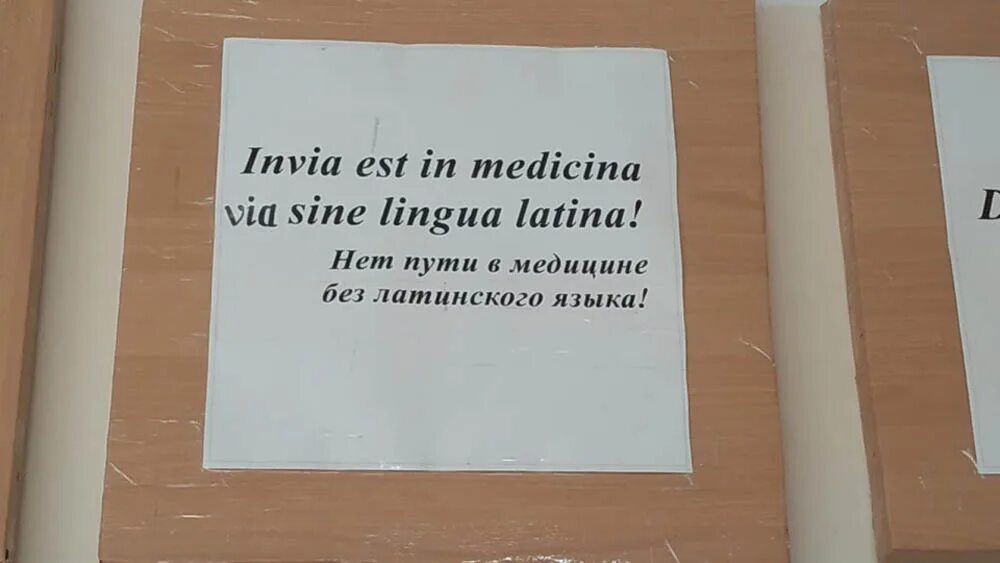 Invia est in medicina
via sine lingua latina!
Нет пути в медицине
без латинского языка!
D